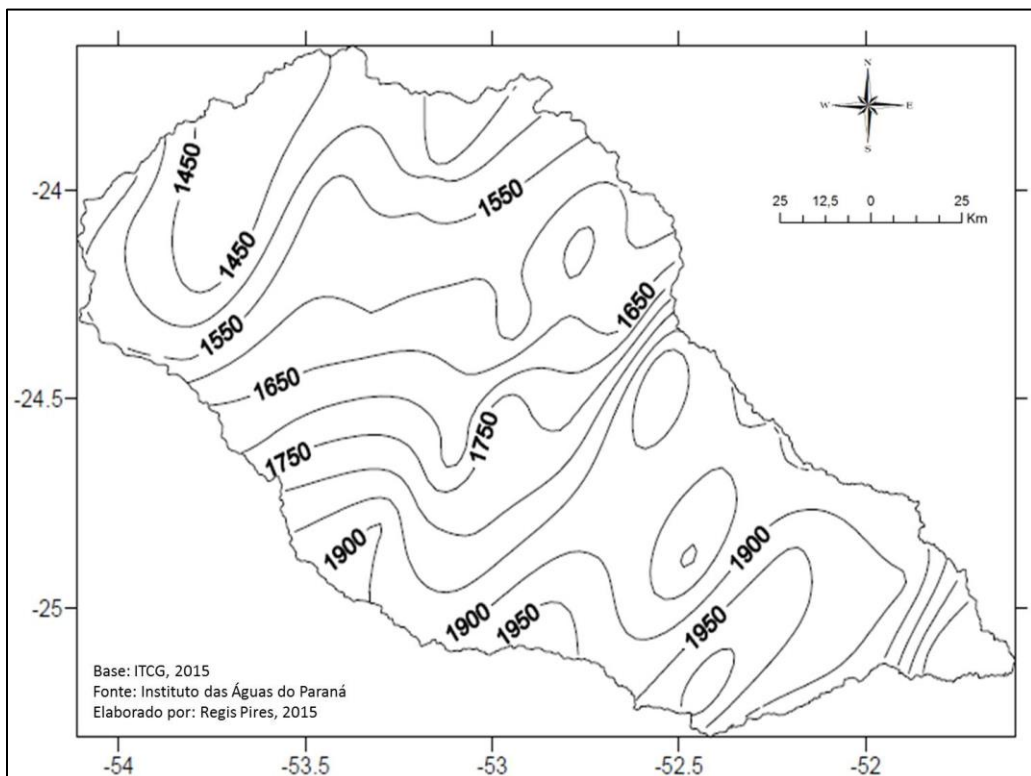 N
W E
S
25 12,5 0 25
Km
-24
-24.5
-25
1450
1450
1550
1550
1650
1650
1750
1750
1900
1900
1950
1900
1950
Base: ITCG, 2015
Fonte: Instituto das Águas do Paraná
Elaborado por: Regis Pires, 2015
-54 -53.5 -53 -52.5 -52